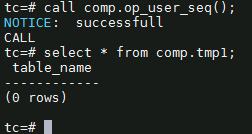 tc=# call comp.op_user_seq();
NOTICE:  successfull
CALL
tc=# select * from comp.tmp1;
 table_name
------------
(0 rows)

tc=#